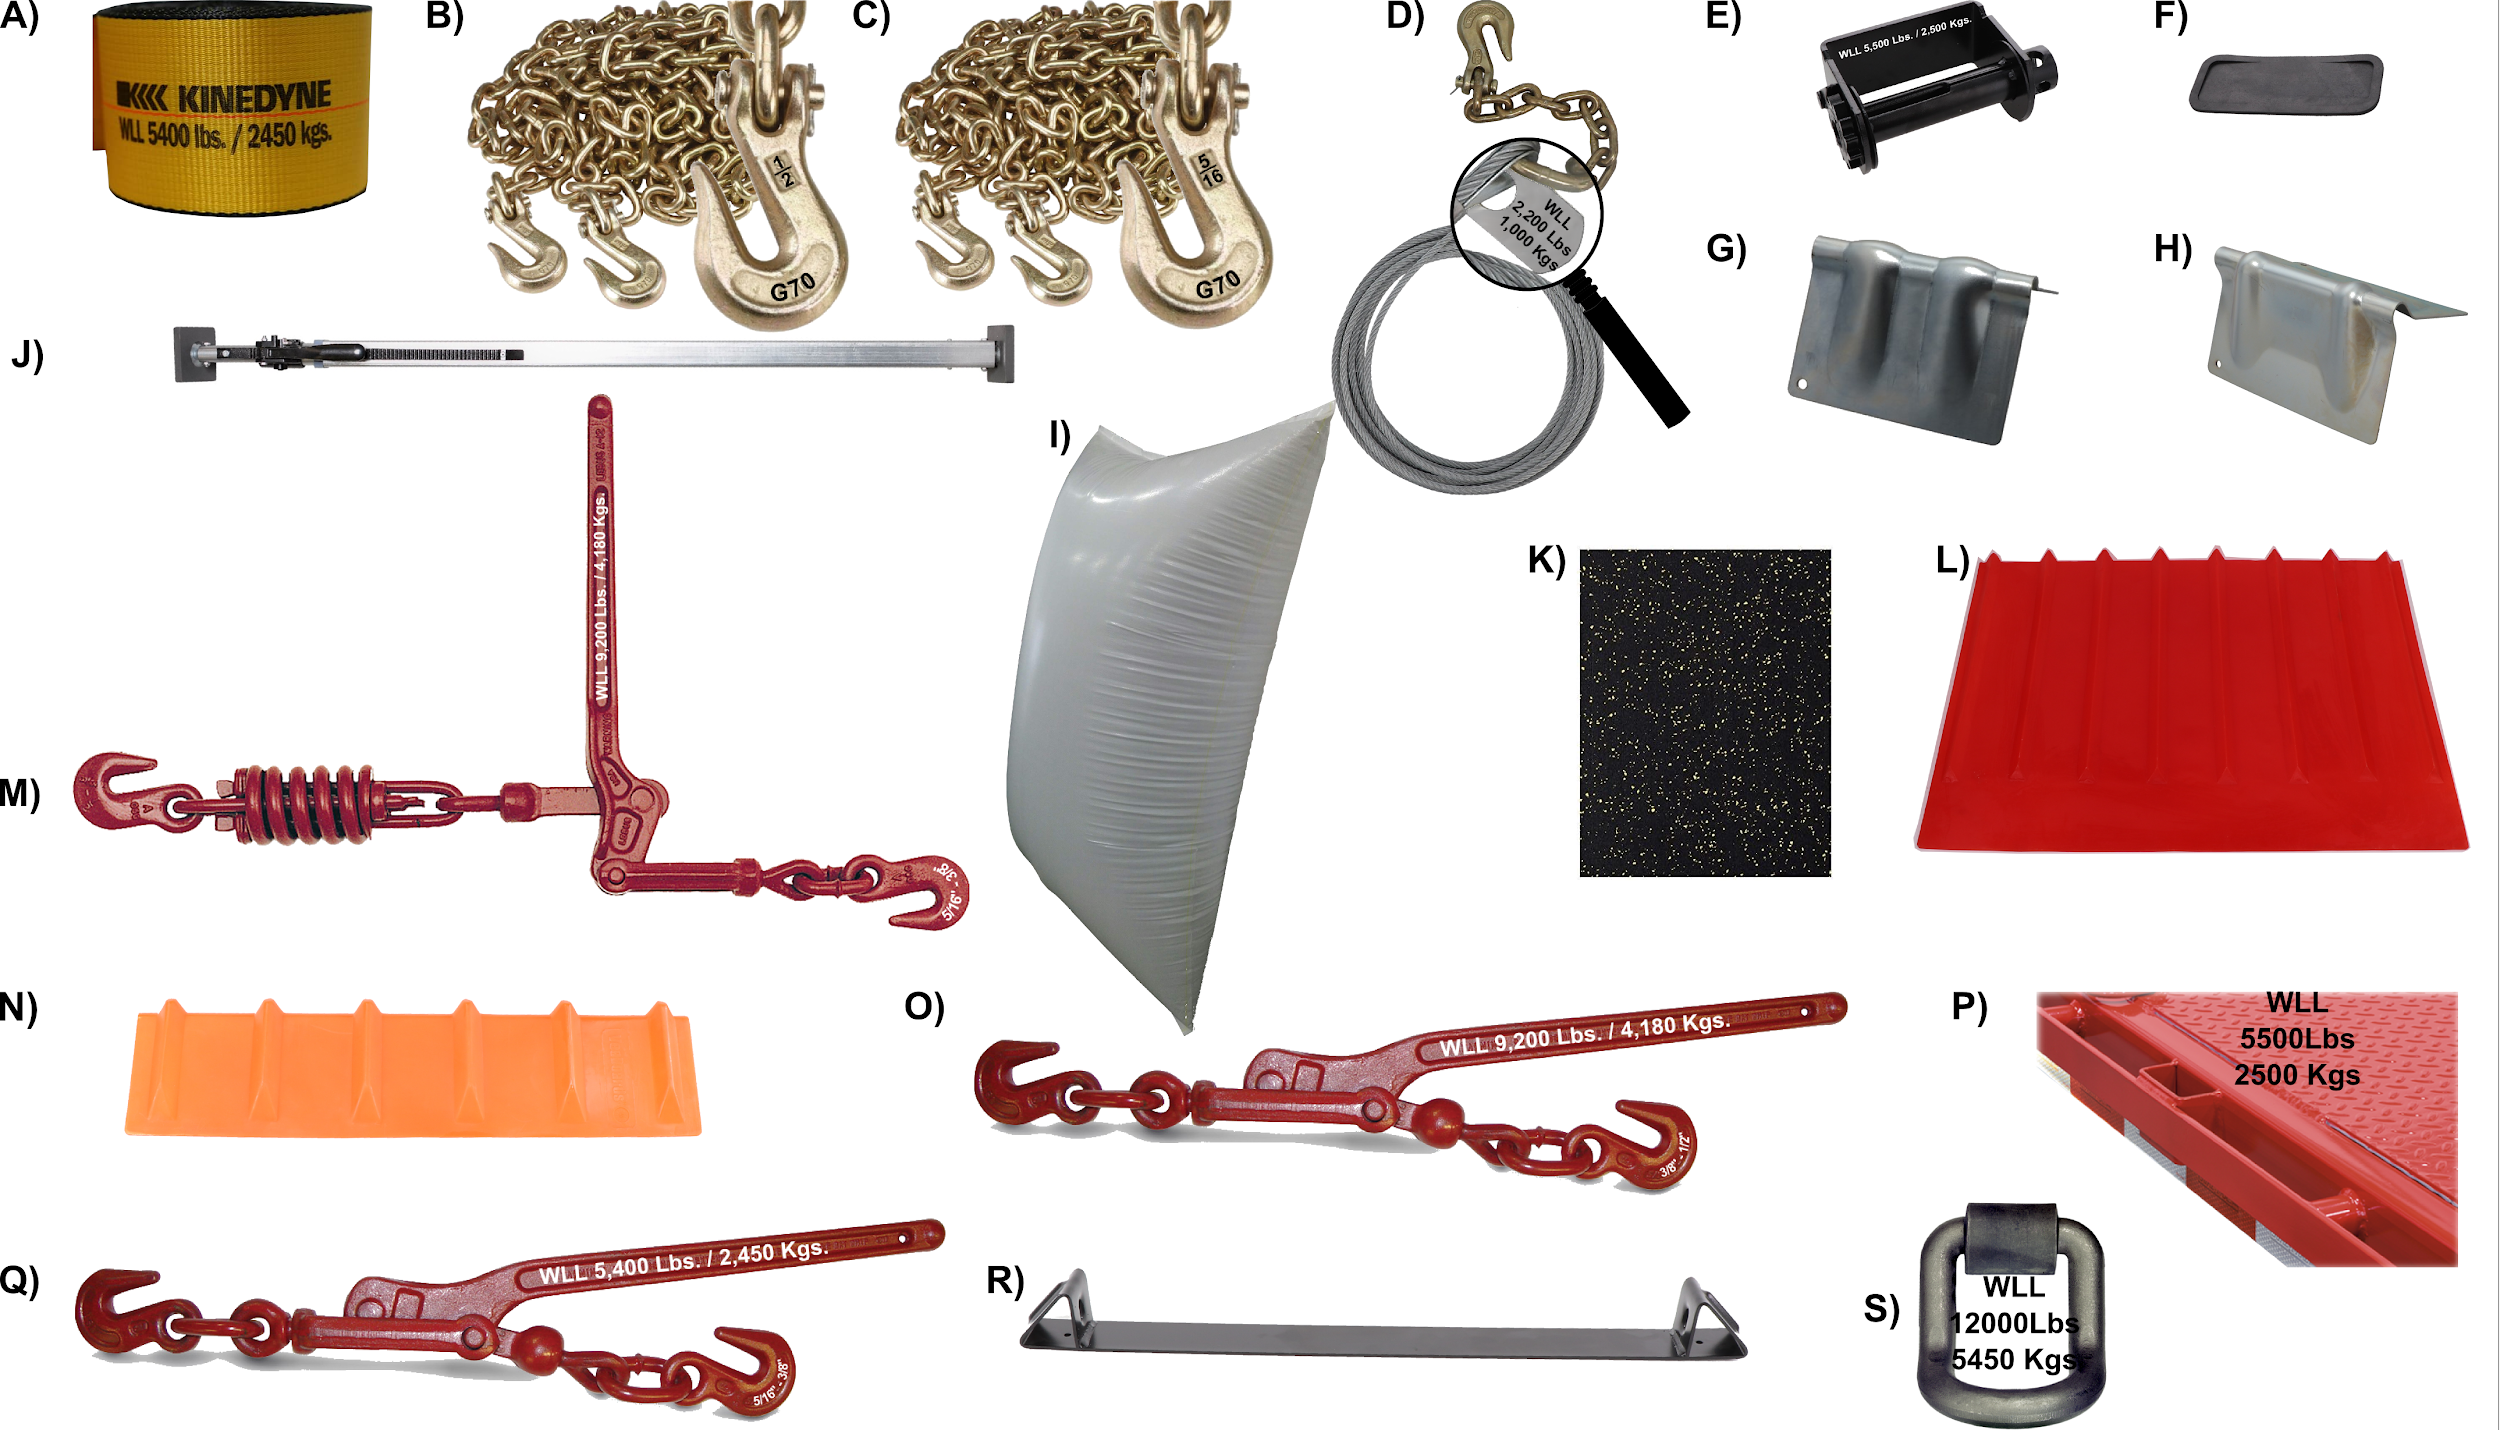 A)
KINEDYNE
WLL 5400 lbs. / 2450 kgs.
B)
1/2
G70
C)
5/16
G70
D)
WLL
2,200 Lbs
1,000 Kgs
E)
WLL 5,500 Lbs. / 2,500 Kgs.
F)
G)
H)
I)
J)
K)
L)
M)
WLL 9,200 Lbs. / 4,180 Kgs.
5/16" - 3/8"
N)
O)
WLL 9,200 Lbs. / 4,180 Kgs.
3/8" - 1/2"
P)
WLL
5500Lbs
2500 Kgs
Q)
WLL 5,400 Lbs. / 2,450 Kgs.
5/16" - 3/8"
R)
S)
WLL
12000Lbs
5450 Kgs